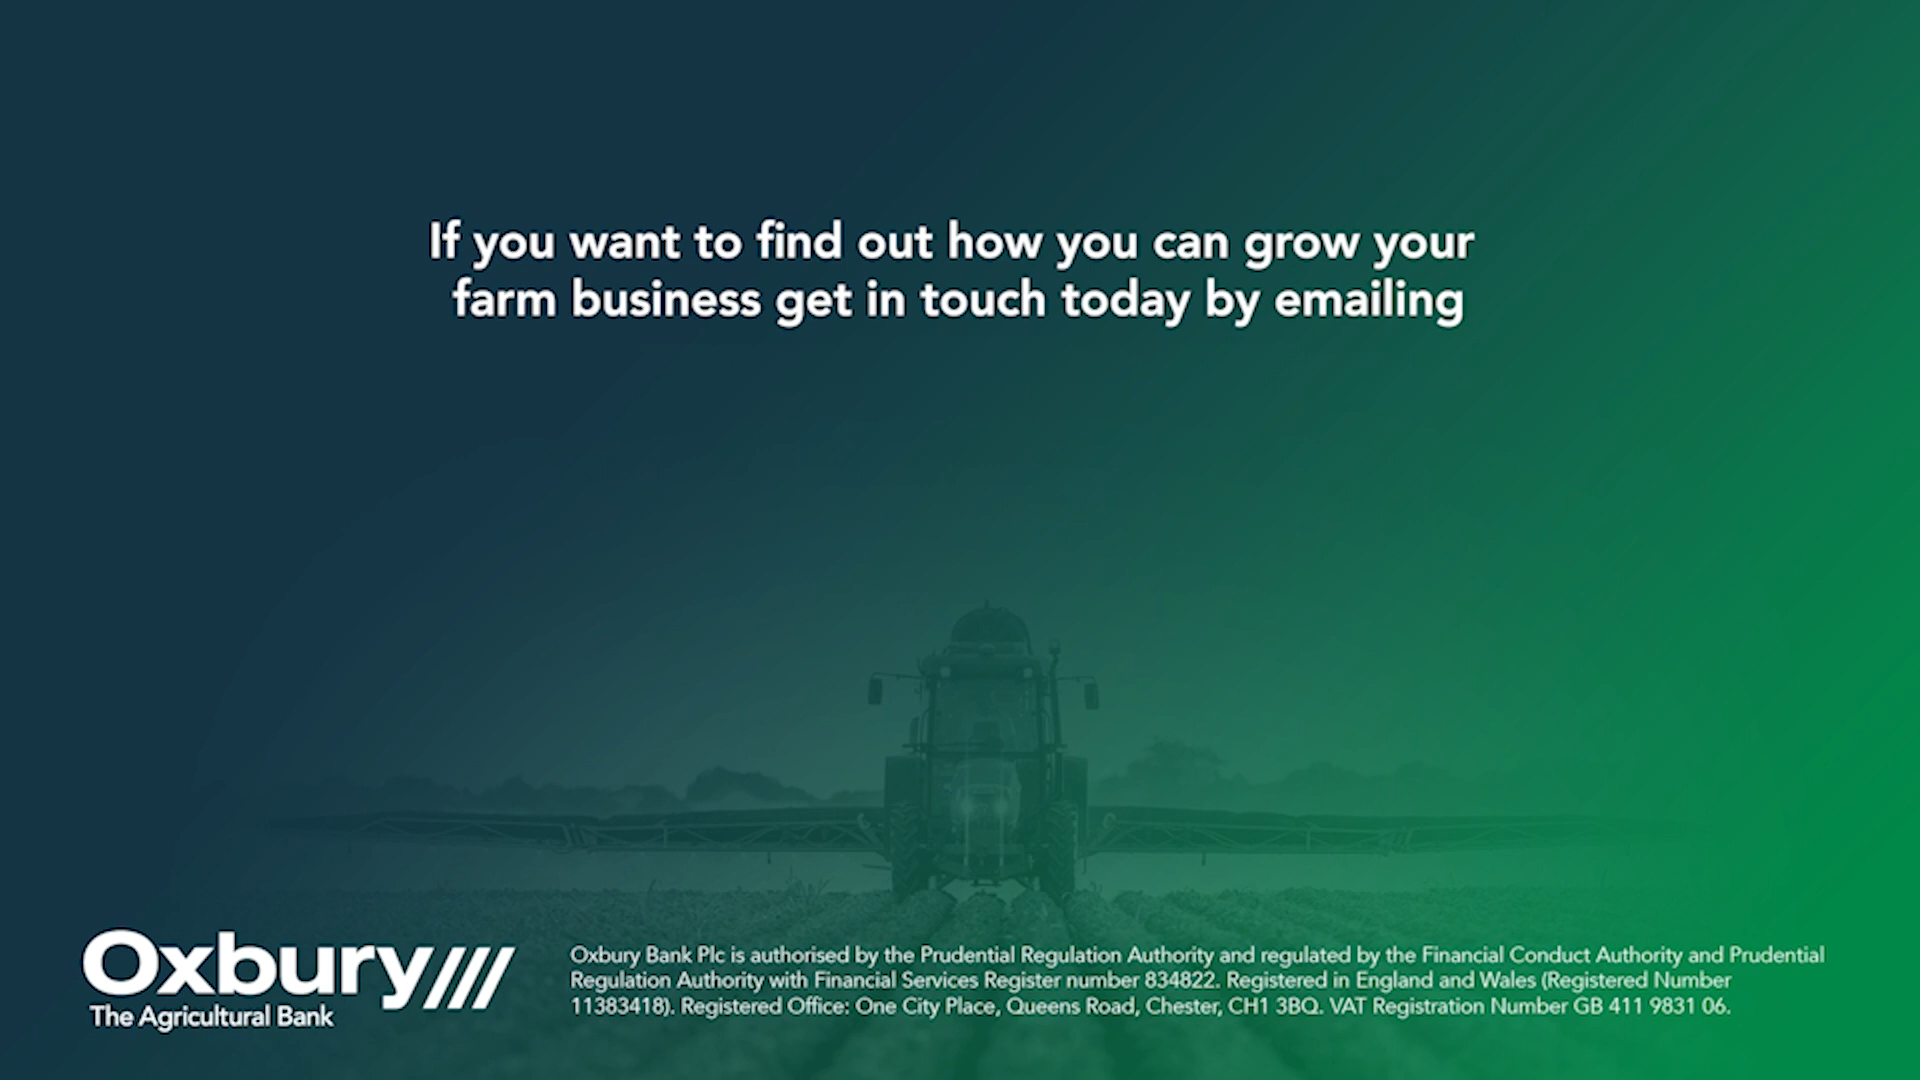 If you want to find out how you can grow your
farm business get in touch today by emailing
Oxbury
The Agricultural Bank
Oxbury Bank Plc is authorised by the Prudential Regulation Authority and regulated by the Financial Conduct Authority and Prudential
Regulation Authority with Financial Services Register number 834822. Registered in England and Wales (Registered Number
11383418). Registered Office: One City Place, Queens Road, Chester, CH1 3BQ. VAT Registration Number GB 411 9831 06.